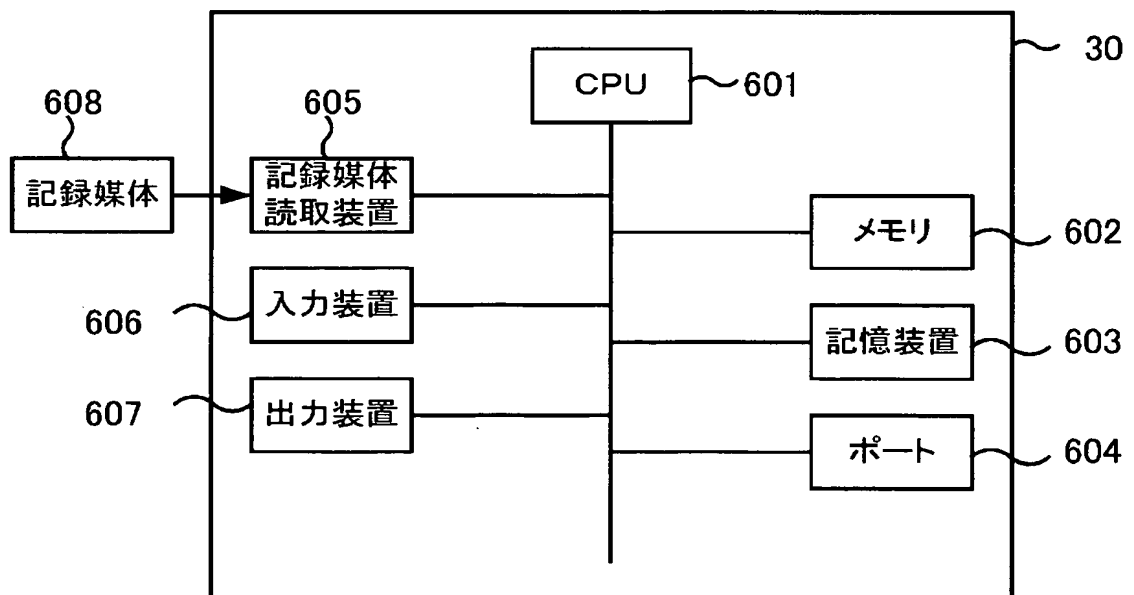 30
CPU
601
608
605
記録媒体
記録媒体
読取装置
メモリ
602
入力装置
606
記憶装置
603
出力装置
607
ポート
604